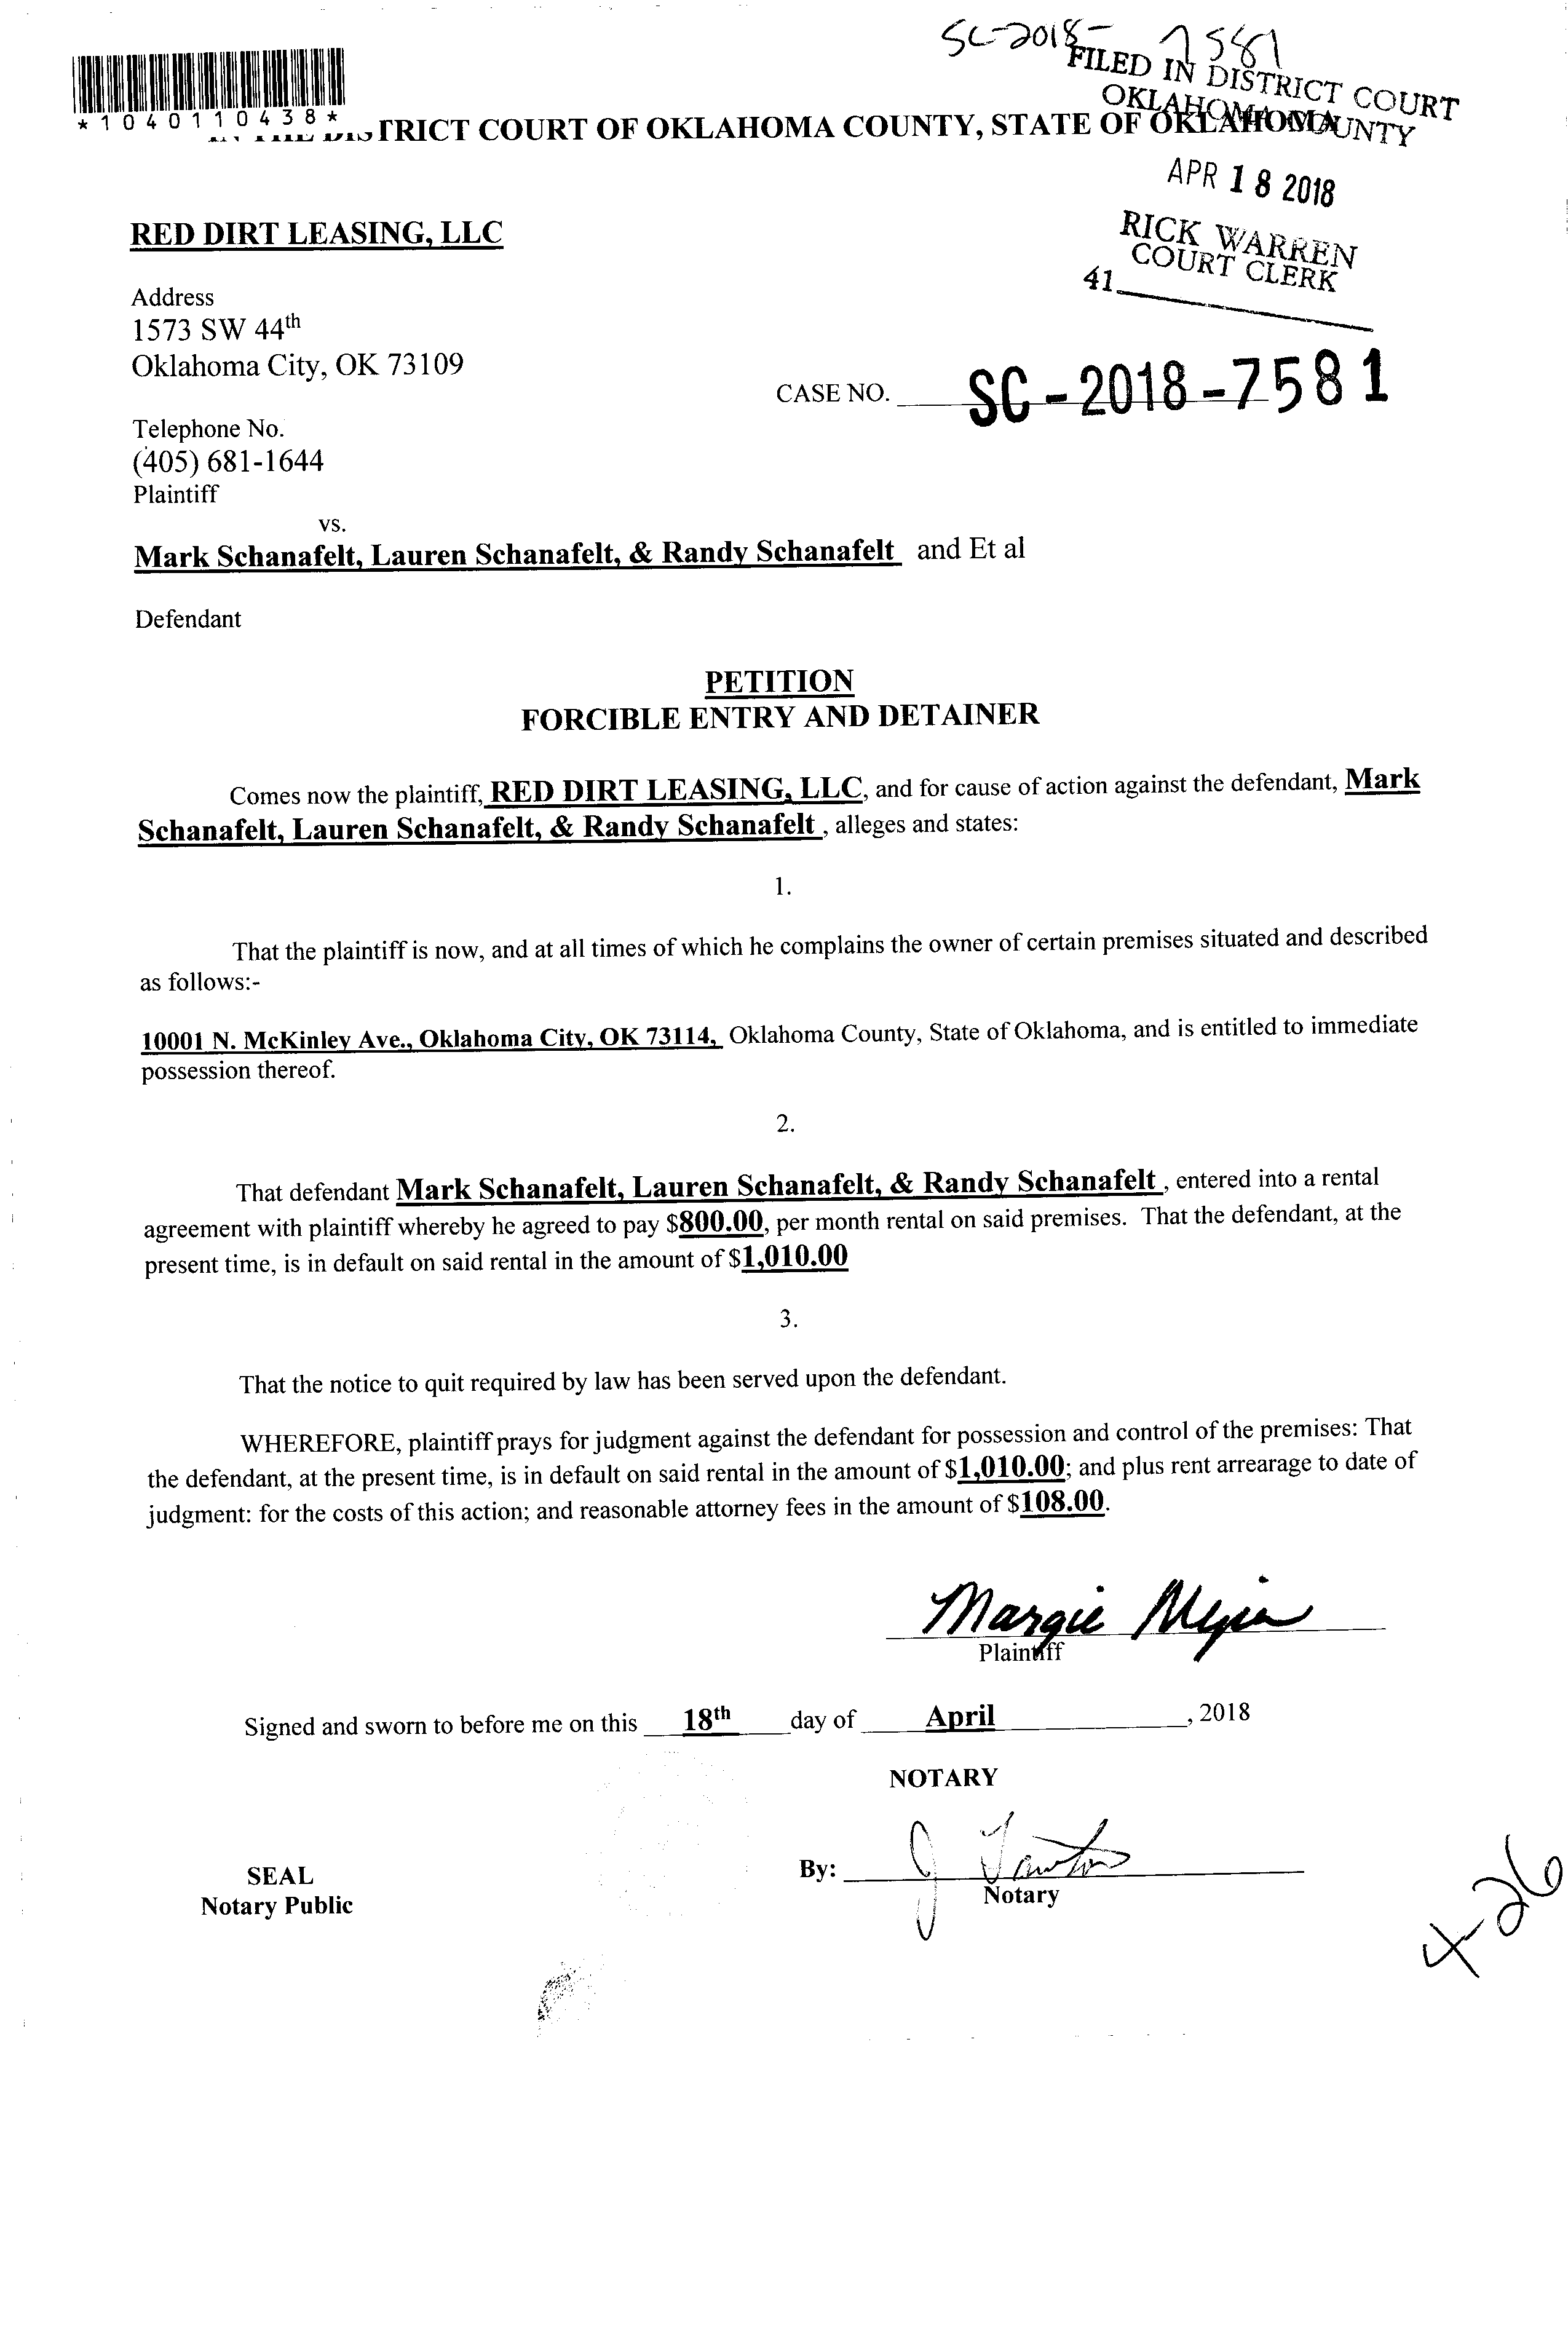 SC-2018-7581
FILED IN DISTRICT COURT
OKLAHOMA COUNTY
*1040110438*
IN THE DISTRICT COURT OF OKLAHOMA COUNTY, STATE OF OKLAHOMA
APR 18 2018
RICK WARREN
COURT CLERK
41
RED DIRT LEASING, LLC
Address
1573 SW 44th
Oklahoma City, OK 73109
CASE NO. SC-2018-7581
Telephone No.
(405) 681-1644
Plaintiff
vs.
Mark Schanafelt, Lauren Schanafelt, & Randy Schanafelt and Et al
Defendant
PETITION
FORCIBLE ENTRY AND DETAINER
Comes now the plaintiff, RED DIRT LEASING, LLC, and for cause of action against the defendant, Mark
Schanafelt, Lauren Schanafelt, & Randy Schanafelt , alleges and states:
1.
That the plaintiff is now, and at all times of which he complains the owner of certain premises situated and described
as follows:-
10001 N. McKinley Ave., Oklahoma City, OK 73114, Oklahoma County, State of Oklahoma, and is entitled to immediate
possession thereof.
2.
That defendant Mark Schanafelt, Lauren Schanafelt, & Randy Schanafelt , entered into a rental
agreement with plaintiff whereby he agreed to pay $800.00, per month rental on said premises. That the defendant, at the
present time, is in default on said rental in the amount of $1,010.00
3.
That the notice to quit required by law has been served upon the defendant.
WHEREFORE, plaintiff prays for judgment against the defendant for possession and control of the premises: That
the defendant, at the present time, is in default on said rental in the amount of $1,010.00; and plus rent arrearage to date of
judgment: for the costs of this action; and reasonable attorney fees in the amount of $108.00.
Margie Mejia
Plaintiff
Signed and sworn to before me on this 18th day of April , 2018
NOTARY
By: J
Notary
SEAL
Notary Public
4-26